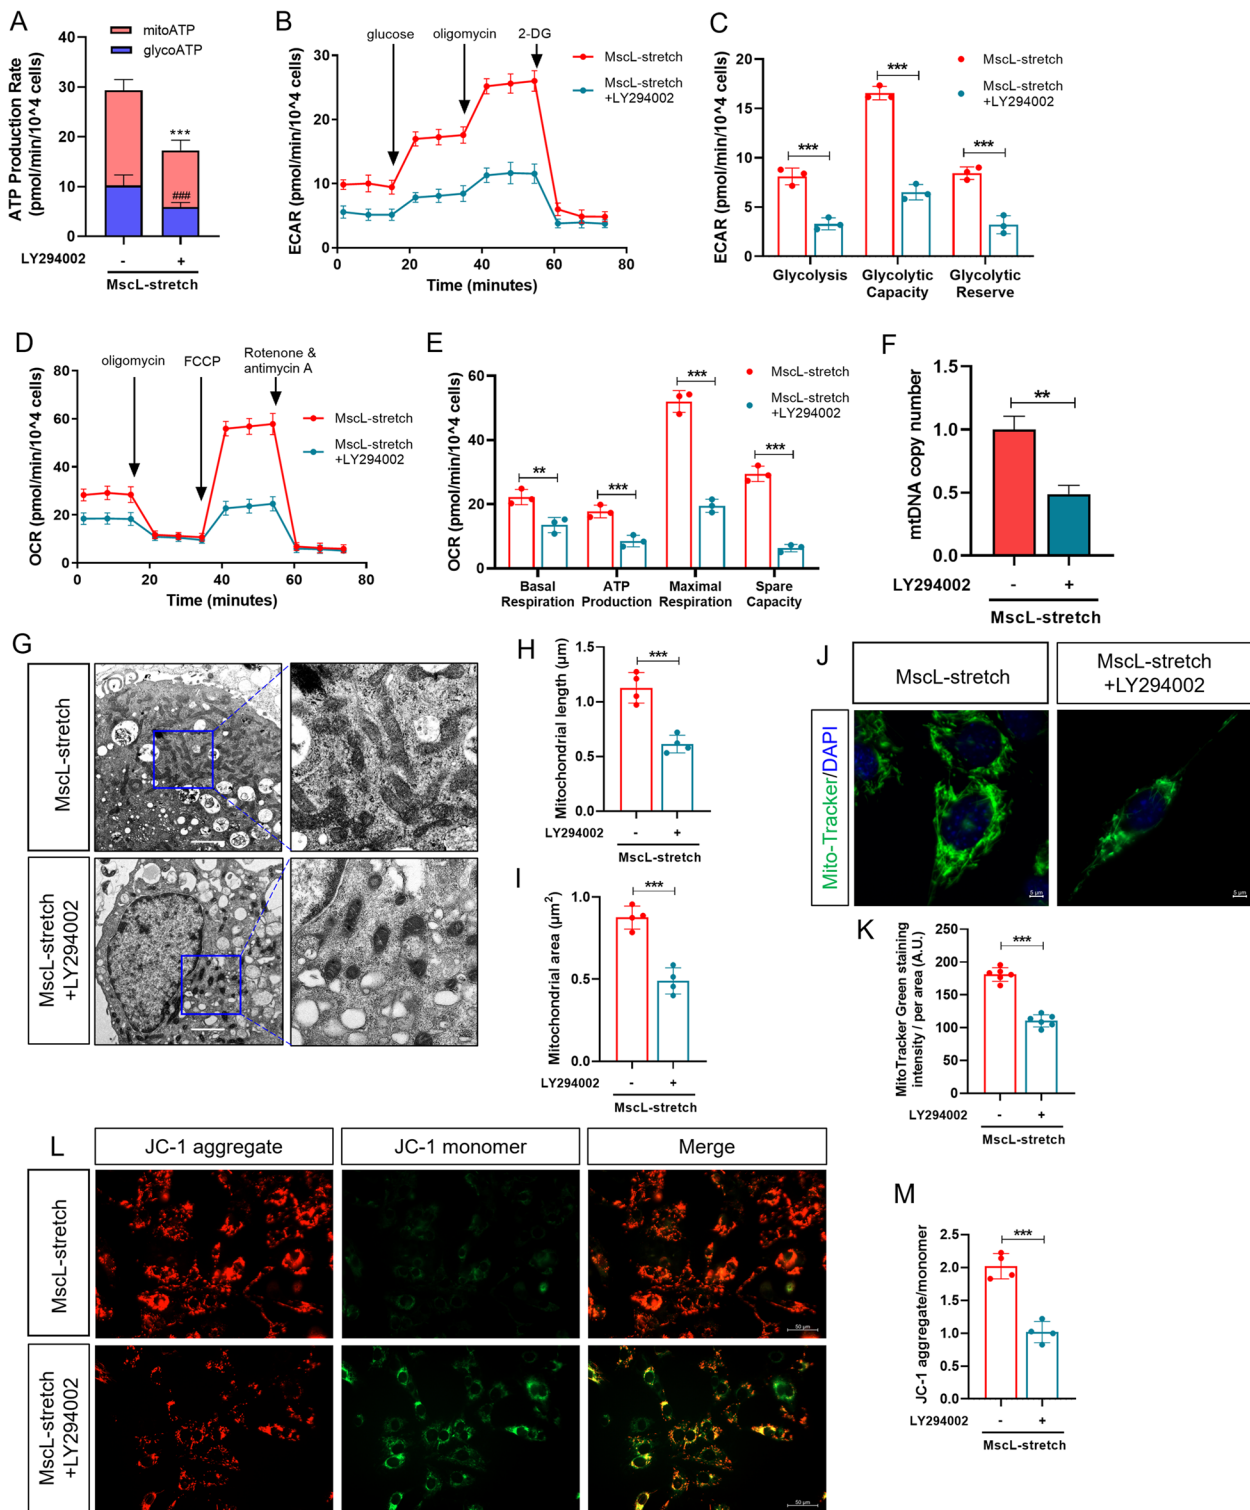 A
mitoATP
glycoATP
ATP Production Rate
(pmol/min/10^4 cells)
40
30
20
10
0
***
###
LY294002
-
+
MscL-stretch
B
glucose
oligomycin
2-DG
MscL-stretch
MscL-stretch
+LY294002
ECAR (pmol/min/10^4 cells)
30
20
10
0
0
20
40
60
80
Time (minutes)
C
MscL-stretch
MscL-stretch
+LY294002
ECAR (pmol/min/10^4 cells)
20
15
10
5
0
***
***
***
Glycolysis
Glycolytic
Capacity
Glycolytic
Reserve
D
oligomycin
FCCP
Rotenone &
antimycin A
MscL-stretch
MscL-stretch
+LY294002
OCR (pmol/min/10^4 cells)
80
60
40
20
0
0
20
40
60
80
Time (minutes)
E
MscL-stretch
MscL-stretch
+LY294002
OCR (pmol/min/10^4 cells)
60
40
20
0
**
***
***
***
Basal
Respiration
ATP
Production
Maximal
Respiration
Spare
Capacity
F
mtDNA copy number
1.5
1.0
0.5
0.0
**
LY294002
-
+
MscL-stretch
G
MscL-stretch
MscL-stretch
+LY294002
H
Mitochondrial length (μm)
1.5
1.0
0.5
0.0
***
LY294002
-
+
MscL-stretch
I
Mitochondrial area (μm²)
1.0
0.5
0.0
***
LY294002
-
+
MscL-stretch
J
MscL-stretch
MscL-stretch
+LY294002
Mito-Tracker/DAPI
5 μm
5 μm
K
MitoTracker Green staining
intensity / per area (A.U.)
250
200
150
100
50
0
***
LY294002
-
+
MscL-stretch
L
JC-1 aggregate
JC-1 monomer
Merge
MscL-stretch
MscL-stretch
+LY294002
50 μm
50 μm
M
JC-1 aggregate/monomer
2.5
2.0
1.5
1.0
0.5
0.0
***
LY294002
-
+
MscL-stretch